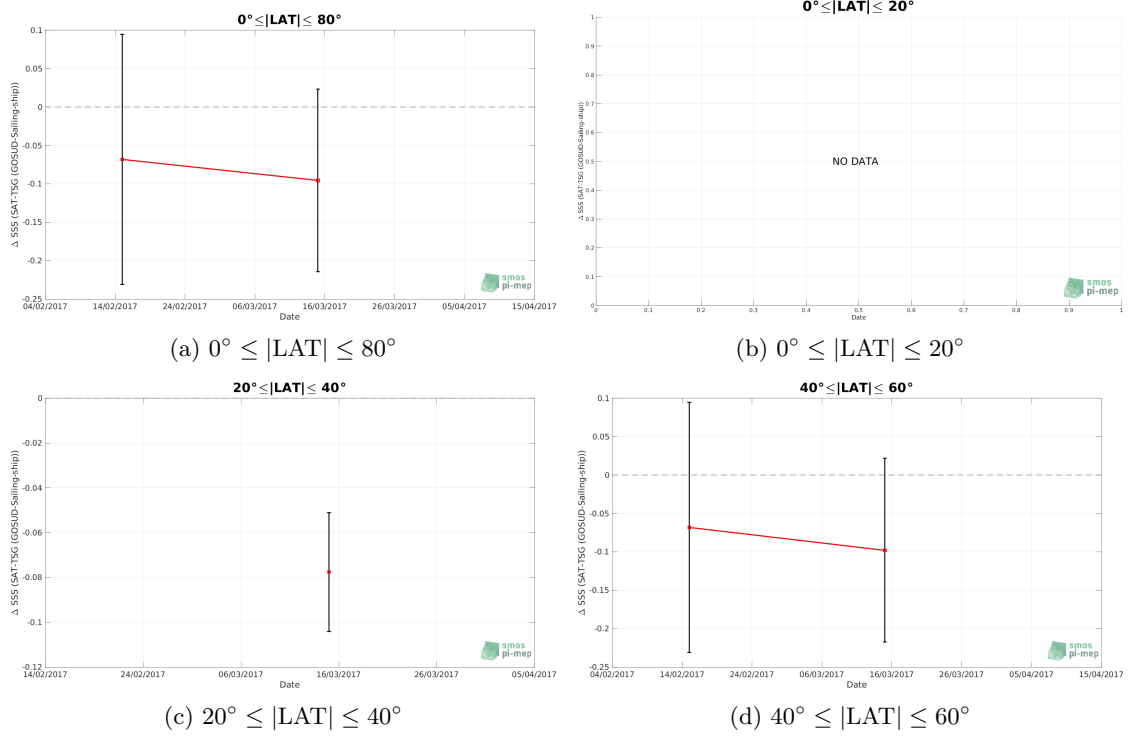 0°≤|LAT|≤ 80°
0.1
0.05
0
-0.05
-0.1
-0.15
-0.2
-0.25
Δ SSS (SAT-TSG (GOSUD-Sailing-ship))
04/02/2017 14/02/2017 24/02/2017 06/03/2017 16/03/2017 26/03/2017 05/04/2017 15/04/2017
Date
smos
pi-mep
(a) 0° ≤ |LAT| ≤ 80°
0°≤|LAT|≤ 20°
1
0.9
0.8
0.7
0.6
0.5
0.4
0.3
0.2
0.1
0
Δ SSS (SAT-TSG (GOSUD-Sailing-ship))
NO DATA
0 0.1 0.2 0.3 0.4 0.5 0.6 0.7 0.8 0.9 1
Date
smos
pi-mep
(b) 0° ≤ |LAT| ≤ 20°
20°≤|LAT|≤ 40°
0
-0.02
-0.04
-0.06
-0.08
-0.1
-0.12
Δ SSS (SAT-TSG (GOSUD-Sailing-ship))
14/02/2017 24/02/2017 06/03/2017 16/03/2017 26/03/2017 05/04/2017
Date
smos
pi-mep
(c) 20° ≤ |LAT| ≤ 40°
40°≤|LAT|≤ 60°
0.1
0.05
0
-0.05
-0.1
-0.15
-0.2
-0.25
Δ SSS (SAT-TSG (GOSUD-Sailing-ship))
04/02/2017 14/02/2017 24/02/2017 06/03/2017 16/03/2017 26/03/2017 05/04/2017 15/04/2017
Date
smos
pi-mep
(d) 40° ≤ |LAT| ≤ 60°